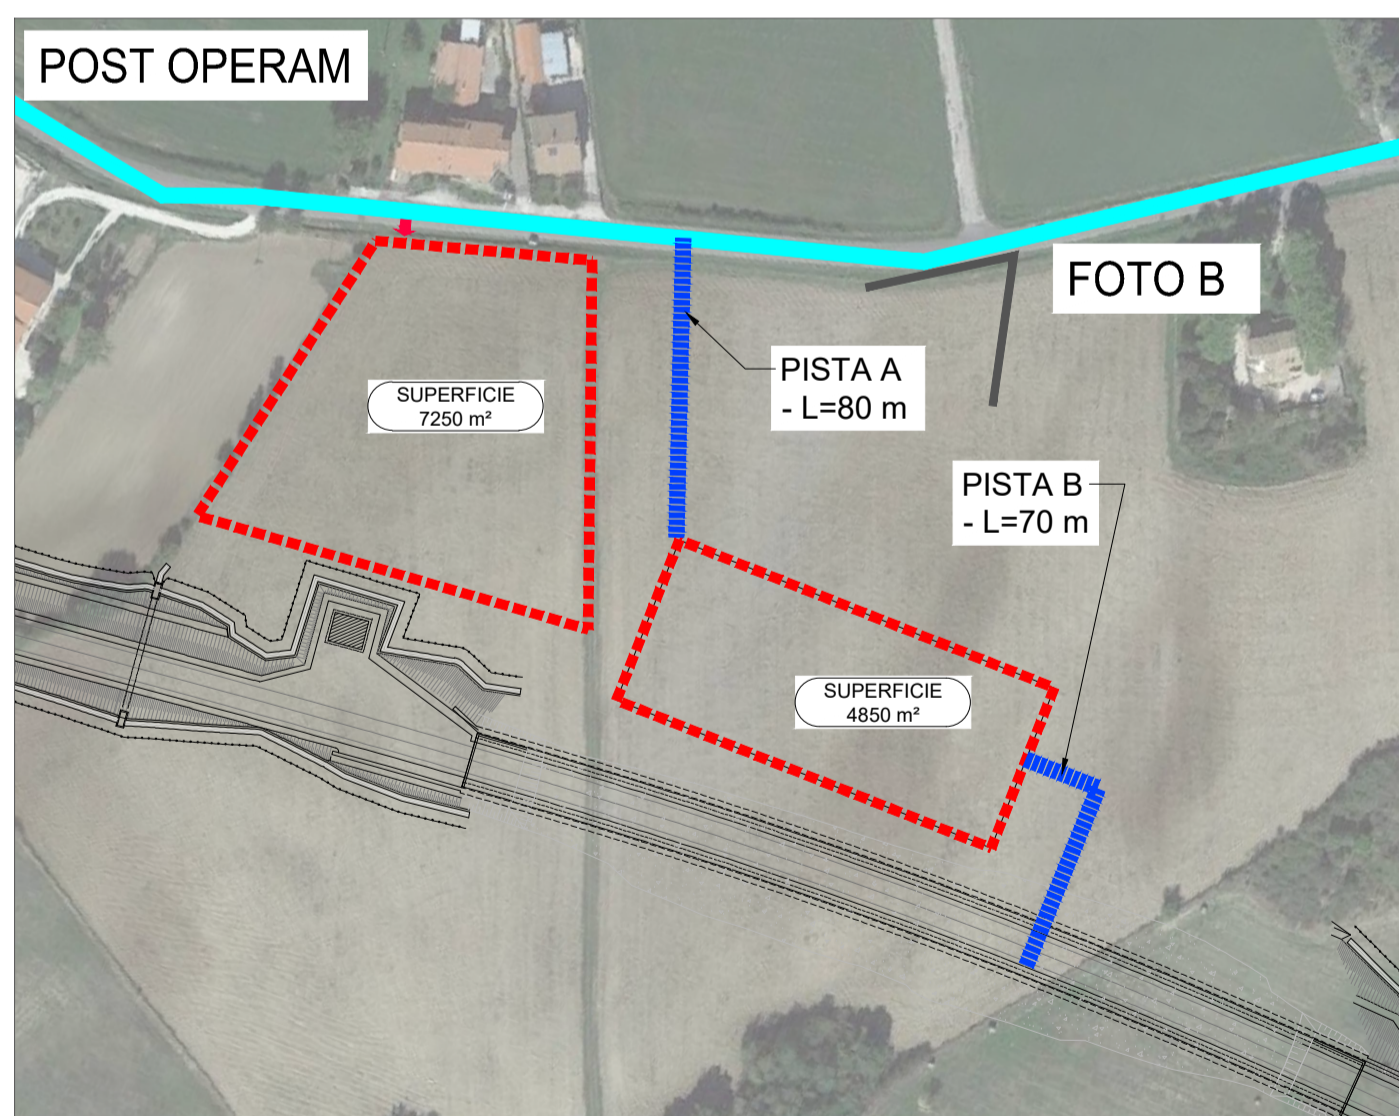 POST OPERAM
FOTO B
PISTA A
- L=80 m
SUPERFICIE
7250 m²
PISTA B
- L=70 m
SUPERFICIE
4850 m²